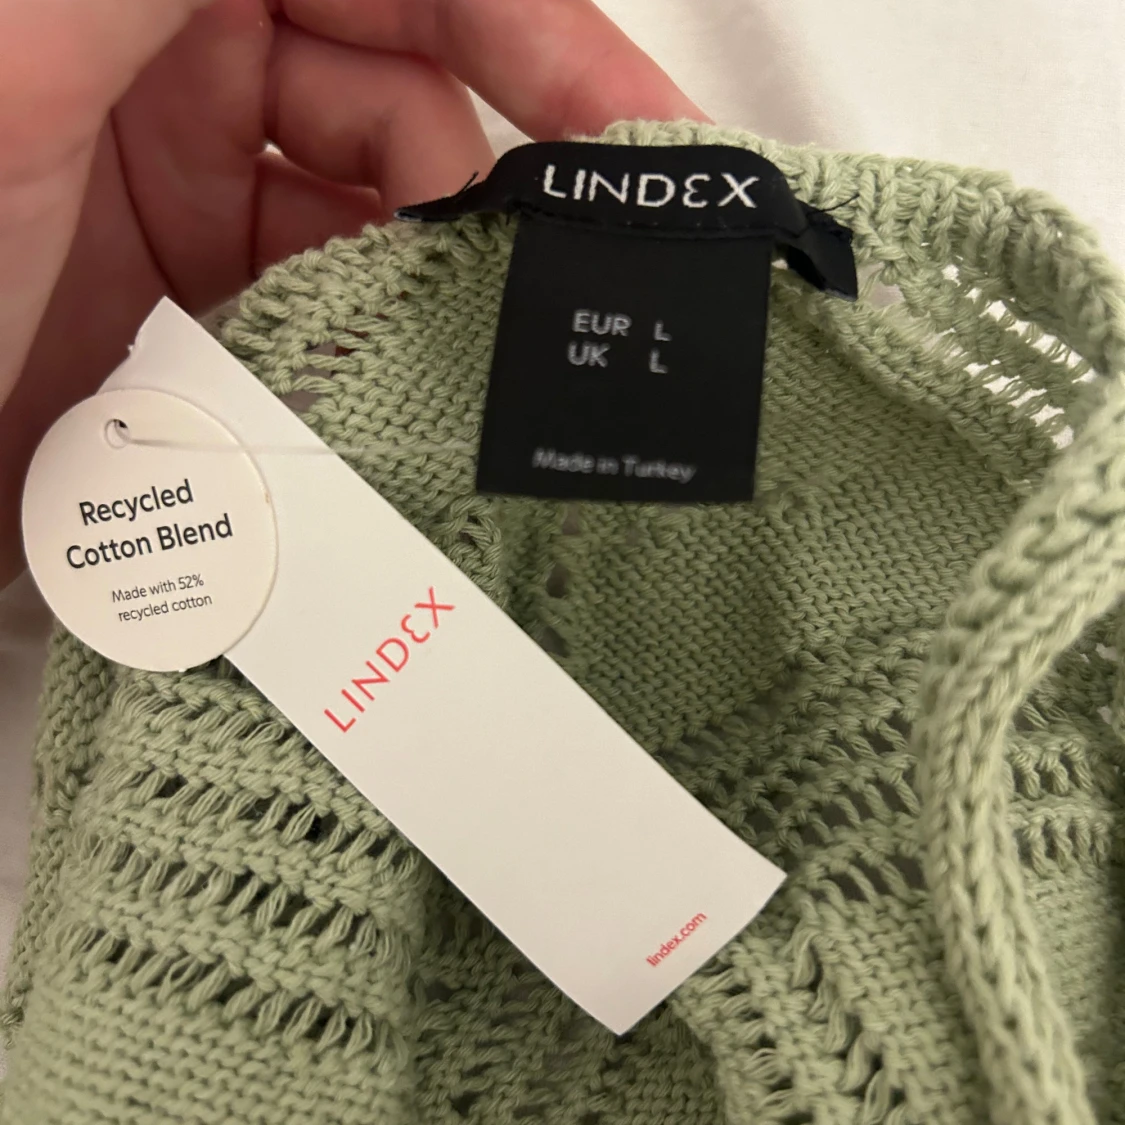 LINDEX
EUR L
UK L
Made in Turkey
Recycled
Cotton Blend
Made with 52%
recycled cotton
LINDEX
lindex.com